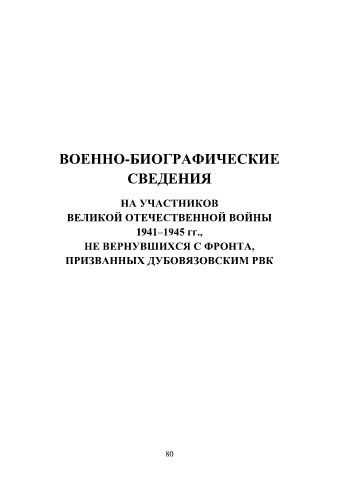 ВОЕННО-БИОГРАФИЧЕСКИЕ
СВЕДЕНИЯ
НА УЧАСТНИКОВ
ВЕЛИКОЙ ОТЕЧЕСТВЕННОЙ ВОЙНЫ
1941–1945 гг.,
НЕ ВЕРНУВШИХСЯ С ФРОНТА,
ПРИЗВАННЫХ ДУБОВЯЗОВСКИМ РВК
80